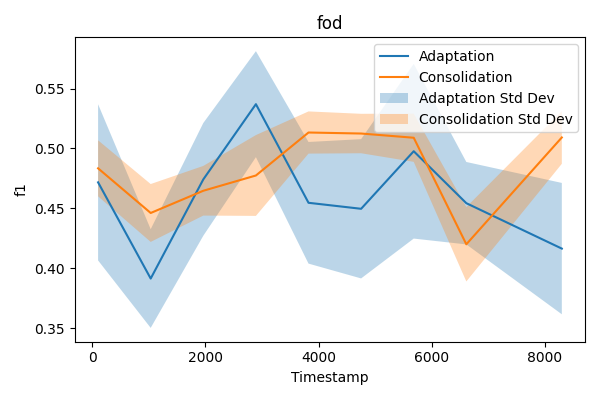 fod
Adaptation
Consolidation
Adaptation Std Dev
Consolidation Std Dev
0.55
0.50
0.45
0.40
0.35
f1
0
2000
4000
6000
8000
Timestamp